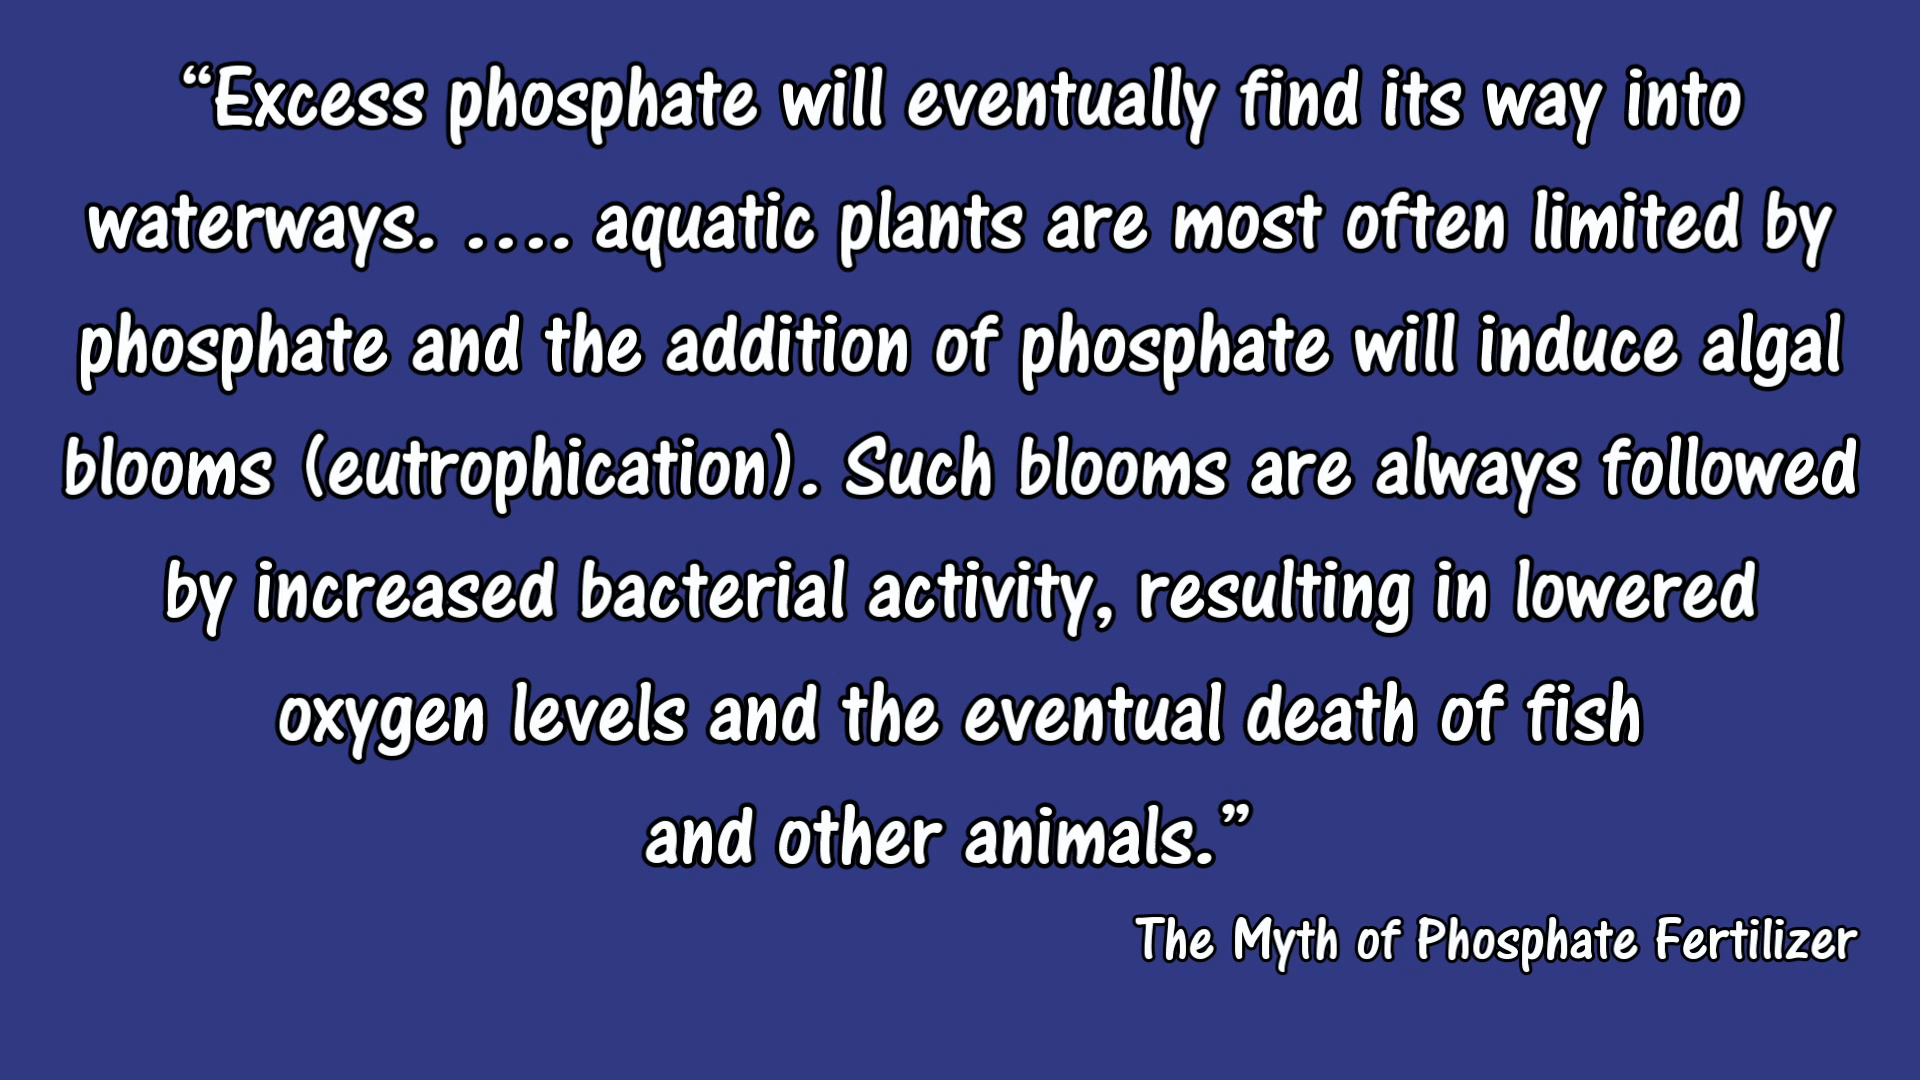 “Excess phosphate will eventually find its way into
waterways. .... aquatic plants are most often limited by
phosphate and the addition of phosphate will induce algal
blooms (eutrophication). Such blooms are always followed
by increased bacterial activity, resulting in lowered
oxygen levels and the eventual death of fish
and other animals.”
The Myth of Phosphate Fertilizer